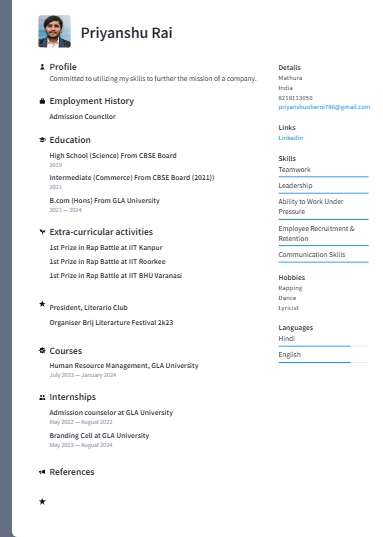 Priyanshu Rai
Profile
Committed to utilizing my skills to further the mission of a company.
Employment History
Admission Councilor
Education
High School (Science) From CBSE Board
2019
Intermediate (Commerce) From CBSE Board (2021))
2021
B.com (Hons) From GLA University
2021 — 2024
Extra-curricular activities
1st Prize in Rap Battle at IIT Kanpur
1st Prize in Rap Battle at IIT Roorkee
1st Prize in Rap Battle at IIT BHU Varanasi
President, Literario Club
Organiser Brij Literarture Festival 2k23
Courses
Human Resource Management, GLA University
July 2023 — January 2024
Internships
Admission counselor at GLA University
May 2022 — August 2022
Branding Cell at GLA University
May 2023 — August 2024
References
Details
Mathura
India
8218113050
priyanshuoberoi786@gmail.com
Links
Linkedin
Skills
Teamwork
Leadership
Ability to Work Under
Pressure
Employee Recruitment &
Retention
Communication Skills
Hobbies
Rapping
Dance
Lyricist
Languages
Hindi
English